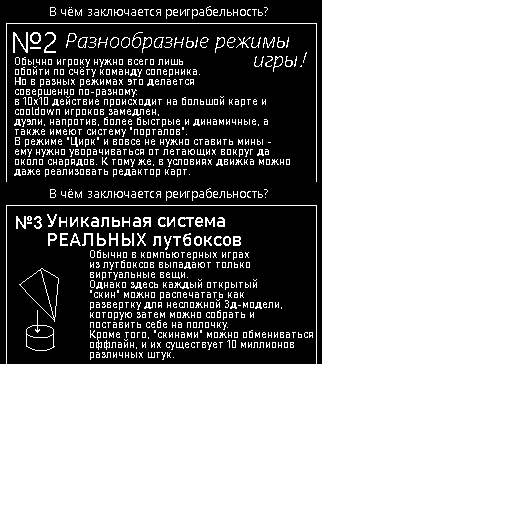 В чём заключается реиграбельность?
№2 Разнообразные режимы
игры!
Обычно игроку нужно всего лишь
обойти по счёту команду соперника.
Но в разных режимах это делается
совершенно по-разному:
в 10х10 действие происходит на большой карте и
cooldown игроков замедлен,
дуэли, напротив, более быстрые и динамичные, а
также имеют систему "порталов".
В режиме "Цирк" и вовсе не нужно ставить мины -
ему нужно уворачиваться от летающих вокруг да
около снарядов. К тому же, в условиях движка можно
даже реализовать редактор карт.
В чём заключается реиграбельность?
№3 Уникальная система
РЕАЛЬНЫХ лутбоксов
Обычно в компьютерных играх
из лутбоксов выпадают только
виртуальные вещи.
Однако здесь каждый открытый
"скин" можно распечатать как
развертку для несложной 3д-модели,
которую затем можно собрать и
поставить себе на полочку.
Кроме того, "скинами" можно обмениваться
оффлайн, и их существует 10 миллионов
различных штук.